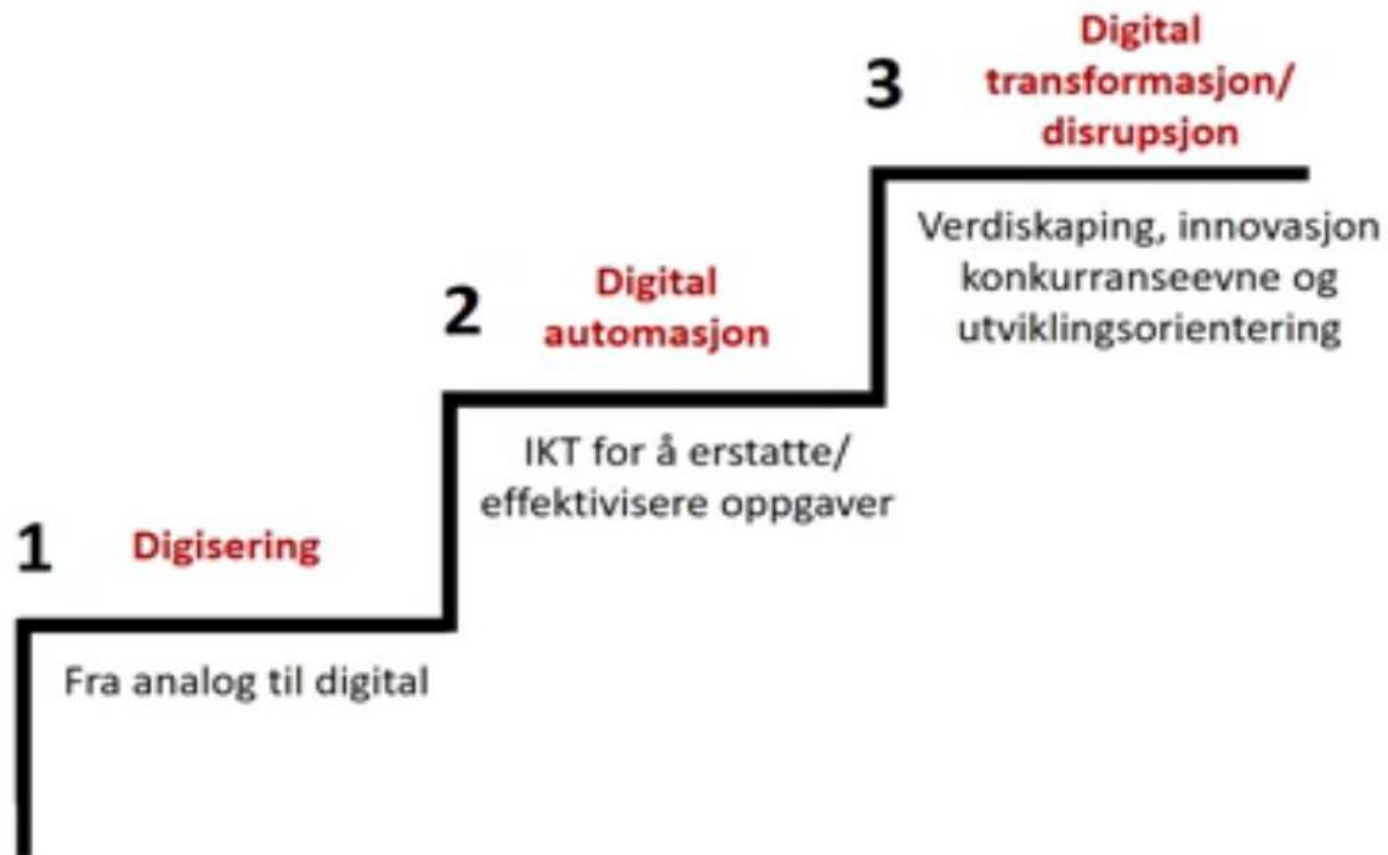 3
Digital
transformasjon/
disrupsjon
Verdiskaping, innovasjon
konkurranseevne og
utviklingsorientering
2
Digital
automasjon
IKT for å erstatte/
effektivisere oppgaver
1
Digisering
Fra analog til digital